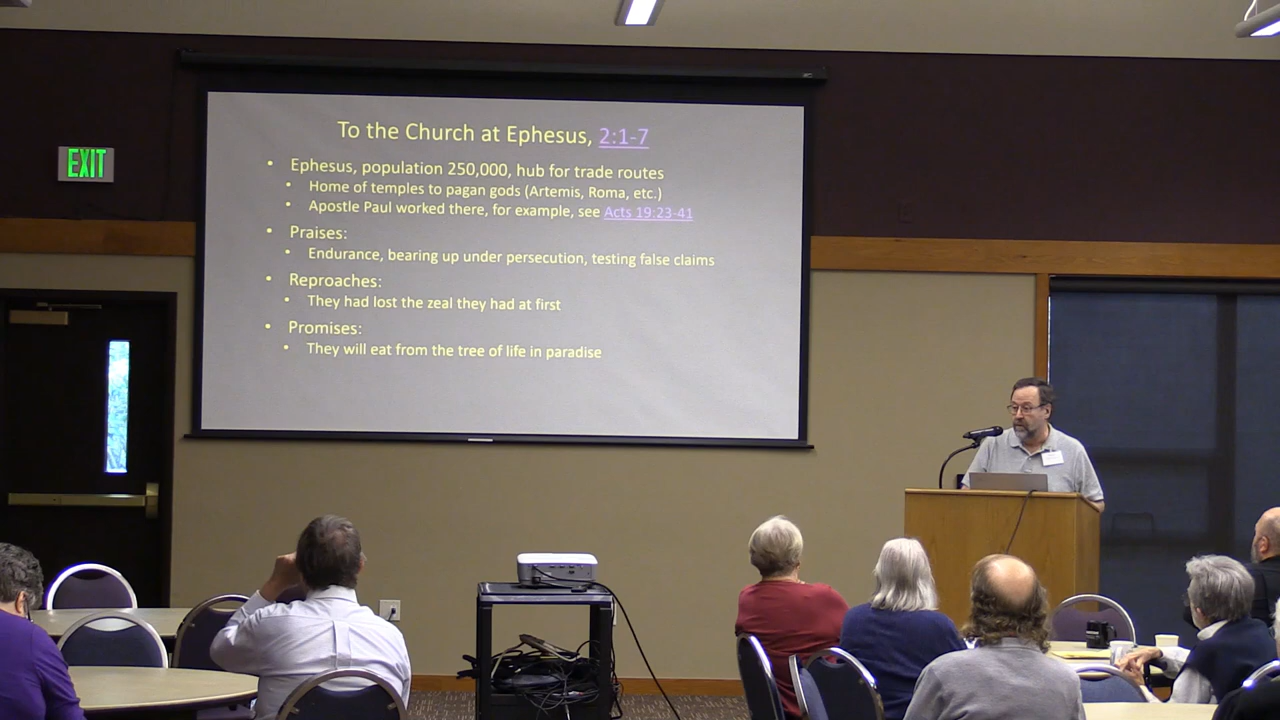 EXIT
To the Church at Ephesus, 2:1-7
• Ephesus, population 250,000, hub for trade routes
• Home of temples to pagan gods (Artemis, Roma, etc.)
• Apostle Paul worked there, for example, see Acts 19:23-41
• Praises:
• Endurance, bearing up under persecution, testing false claims
• Reproaches:
• They had lost the zeal they had at first
• Promises:
• They will eat from the tree of life in paradise